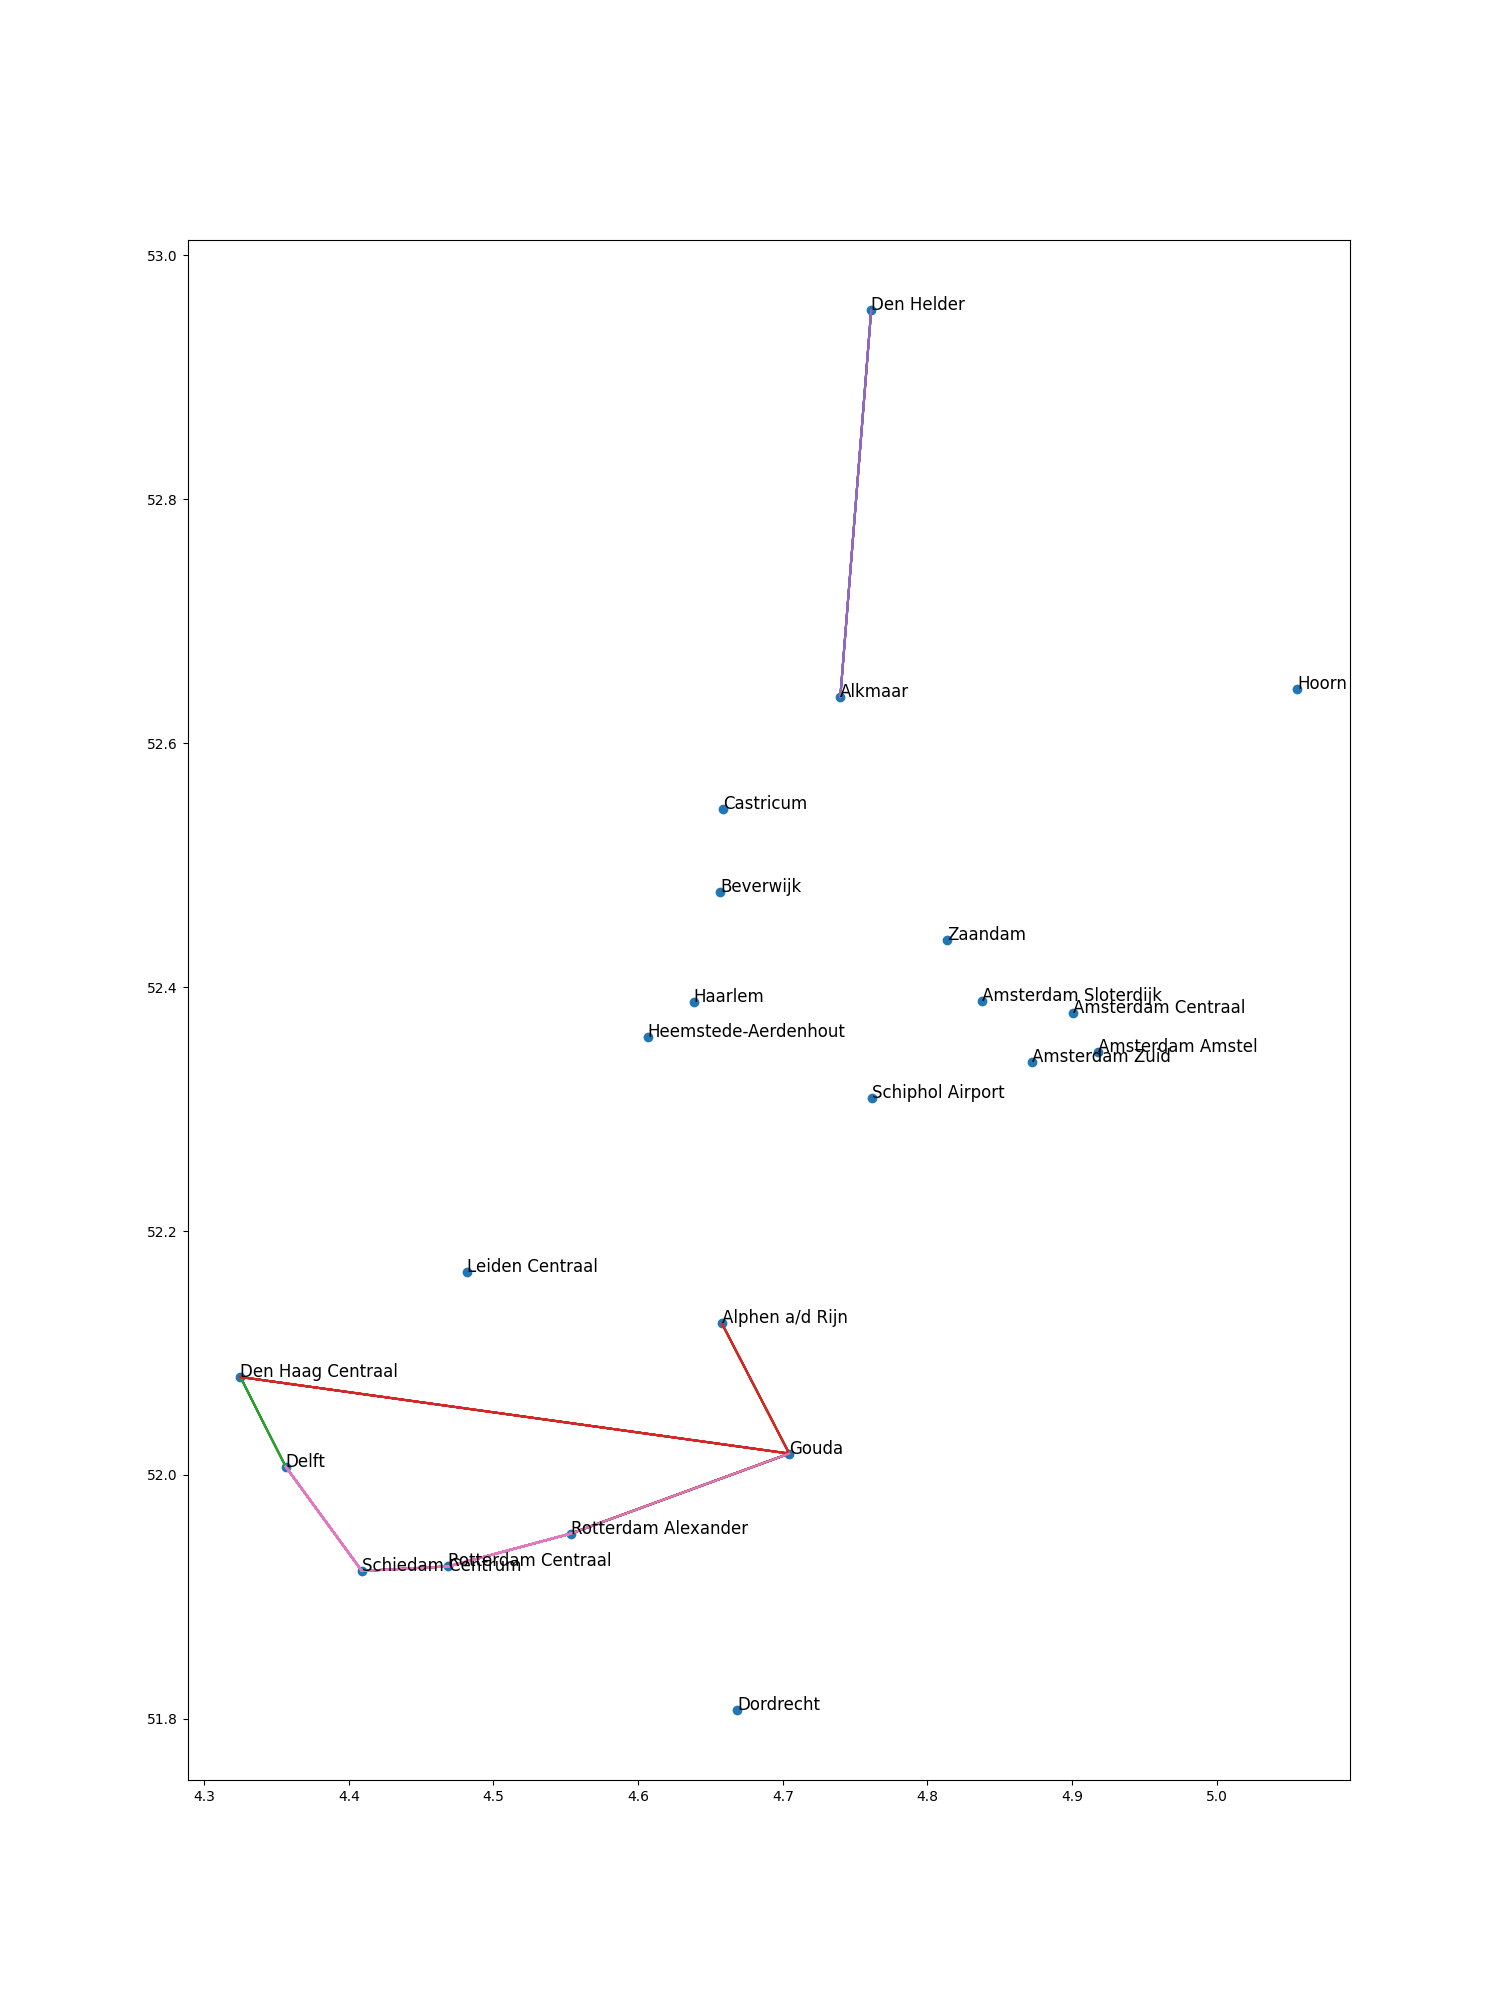 53.0
Den Helder
52.8
Hoorn
Alkmaar
52.6
Castricum
Beverwijk
Zaandam
52.4
Haarlem
Amsterdam Sloterdijk
Amsterdam Centraal
Heemstede-Aerdenhout
Amsterdam Amstel
Amsterdam Zuid
Schiphol Airport
52.2
Leiden Centraal
Alphen a/d Rijn
Den Haag Centraal
Gouda
Delft
52.0
Rotterdam Alexander
Rotterdam Centraal
Schiedam Centrum
Dordrecht
51.8
4.3 4.4 4.5 4.6 4.7 4.8 4.9 5.0